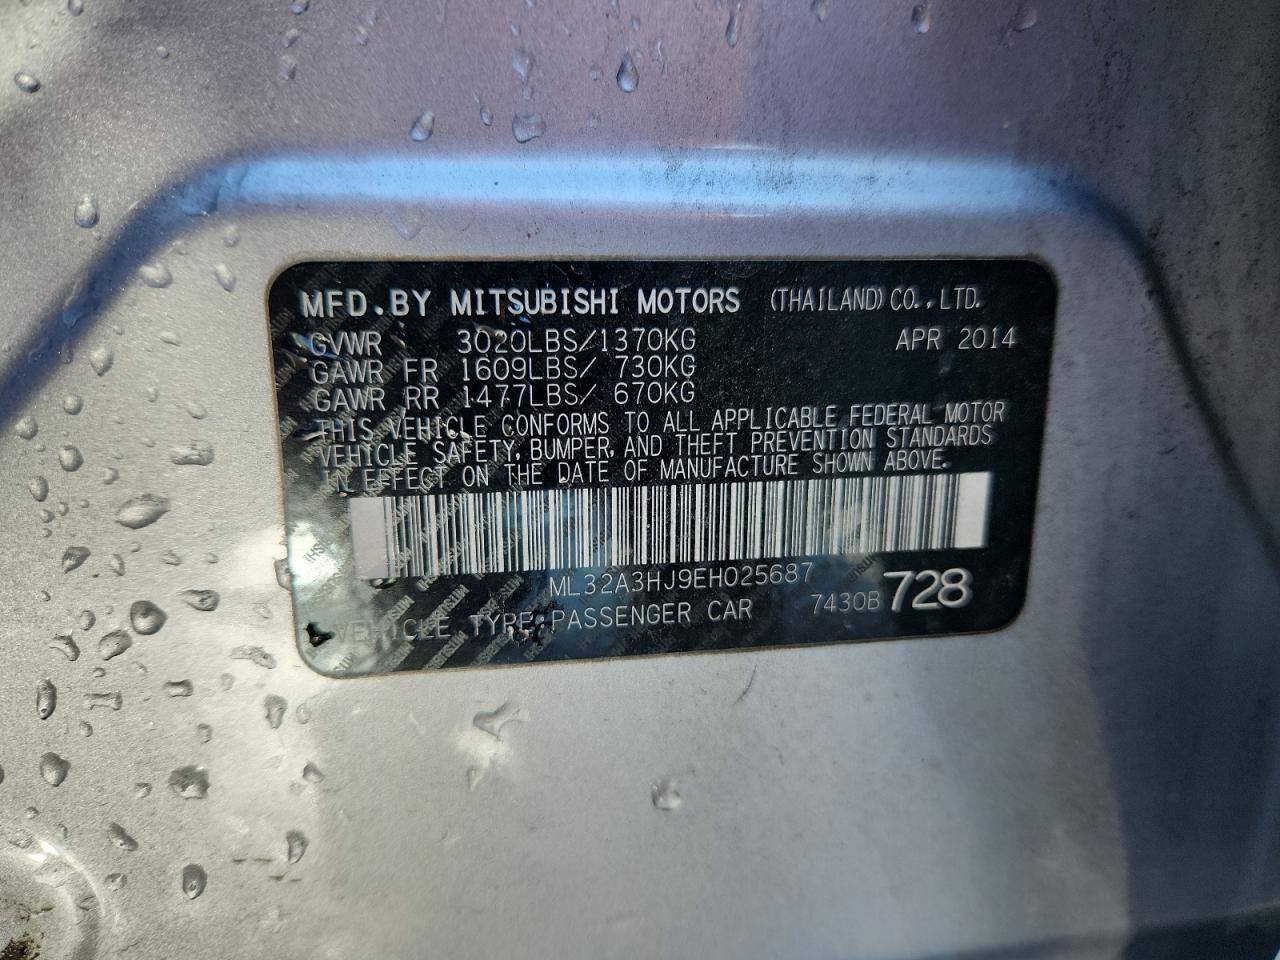 MFD.BY MITSUBISHI MOTORS (THAILAND)CO.,LTD.
GVWR 3020LBS/1370KG APR 2014
GAWR FR 1609LBS/ 730KG
GAWR RR 1477LBS/ 670KG
THIS VEHICLE CONFORMS TO ALL APPLICABLE FEDERAL MOTOR
VEHICLE SAFETY, BUMPER, AND THEFT PREVENTION STANDARDS
IN EFFECT ON THE DATE OF MANUFACTURE SHOWN ABOVE.
ML32A3HJ9EH025687
VEHICLE TYPE:PASSENGER CAR 7430B 728